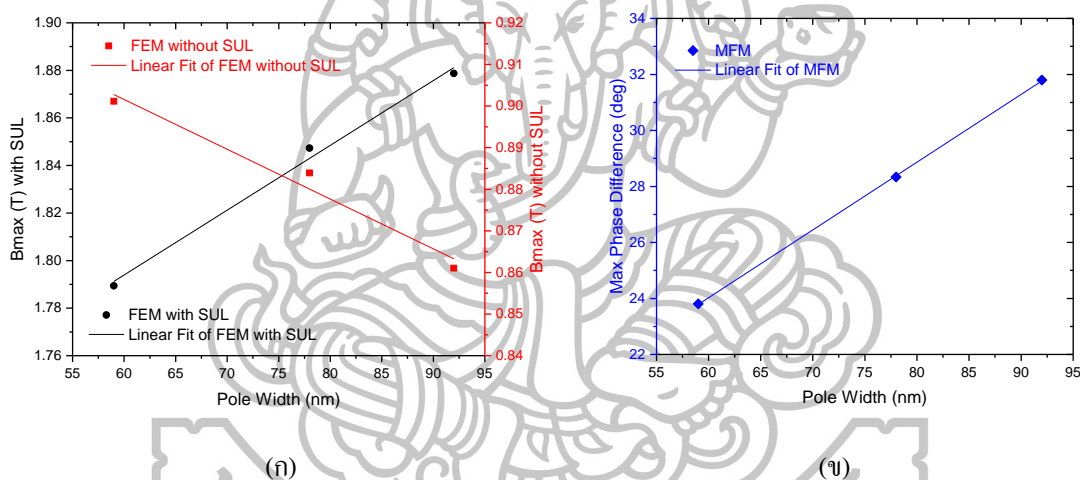 FEM without SUL
Linear Fit of FEM without SUL
FEM with SUL
Linear Fit of FEM with SUL
Bmax (T) with SUL
1.90
1.88
1.86
1.84
1.82
1.80
1.78
1.76
0.92
0.91
0.90
0.89
0.88
0.87
0.86
0.85
0.84
Bmax (T) without SUL
55 60 65 70 75 80 85 90 95
Pole Width (nm)
(ก)
MFM
Linear Fit of MFM
Max Phase Difference (deg)
34
32
30
28
26
24
22
55 60 65 70 75 80 85 90 95
Pole Width (nm)
(ข)